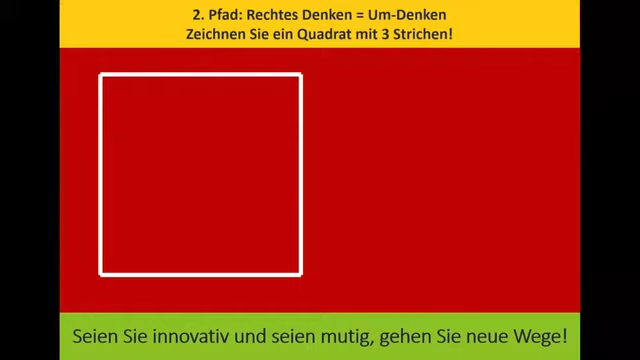 2. Pfad: Rechtes Denken = Um-Denken
Zeichnen Sie ein Quadrat mit 3 Strichen!
Seien Sie innovativ und seien mutig, gehen Sie neue Wege!